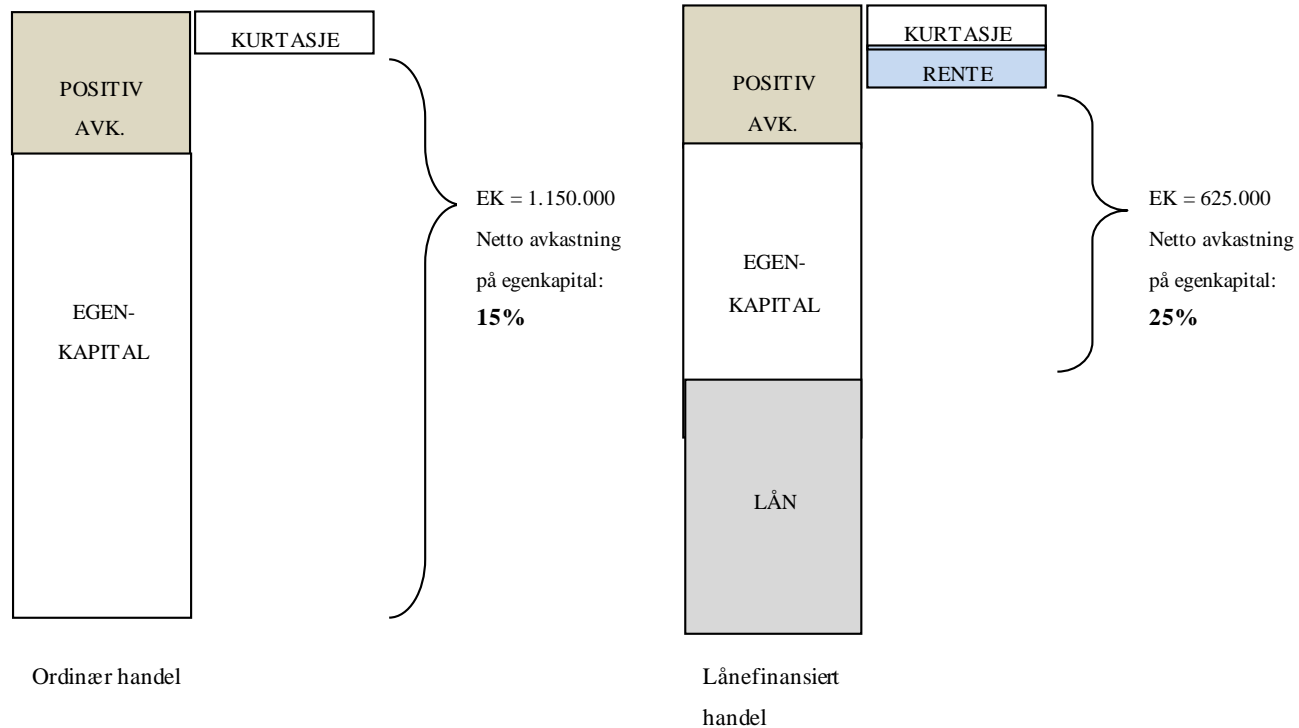 KURTASJE
POSITIV
AVK.
EGEN-
KAPITAL
EK = 1.150.000
Netto avkastning
på egenkapital:
15%
Ordinær handel
KURTASJE
RENTE
POSITIV
AVK.
EGEN-
KAPITAL
LÅN
EK = 625.000
Netto avkastning
på egenkapital:
25%
Lånefinansiert
handel